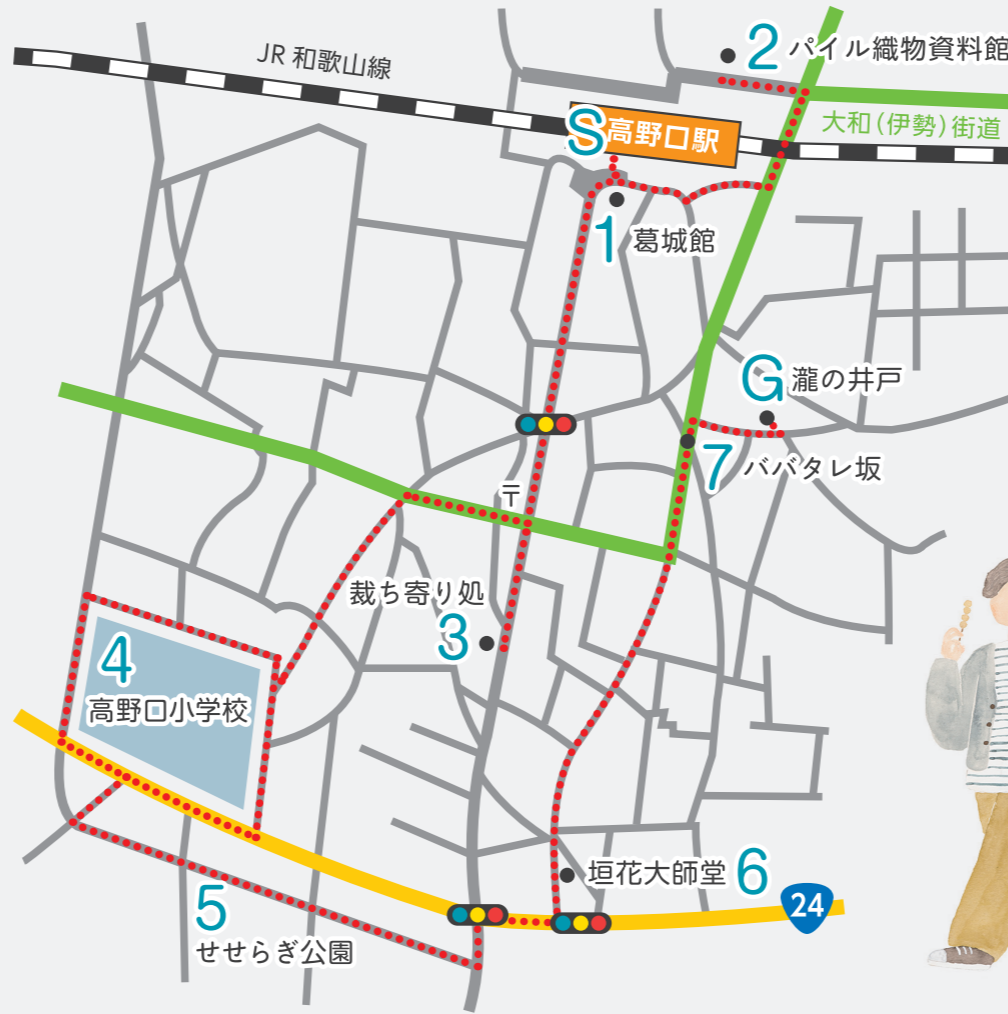 JR 和歌山線
2 パイル織物資料館
大和(伊勢)街道
S 高野口駅
1 葛城館
G 瀧の井戸
7 ババタレ坂
〒
裁ち寄り処
3
4
高野口小学校
垣花大師堂 6
24
5
せせらぎ公園